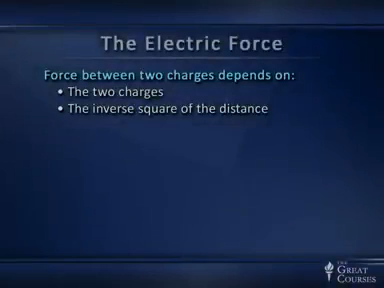 The Electric Force
Force between two charges depends on:
• The two charges
• The inverse square of the distance
THE
GREAT
COURSES